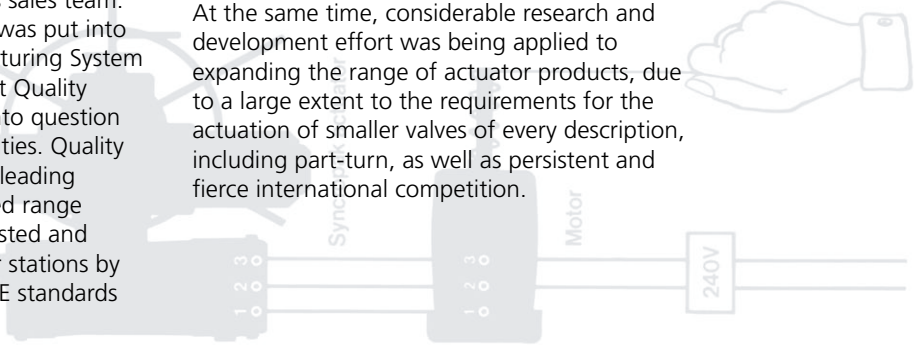 s sales team.
was put into
turing System
t Quality
nto question
ties. Quality
leading
ed range
sted and
r stations by
E standards
At the same time, considerable research and
development effort was being applied to
expanding the range of actuator products, due
to a large extent to the requirements for the
actuation of smaller valves of every description,
including part-turn, as well as persistent and
fierce international competition.
Syncropak
Motor
240V
3
2
1
3
2
1